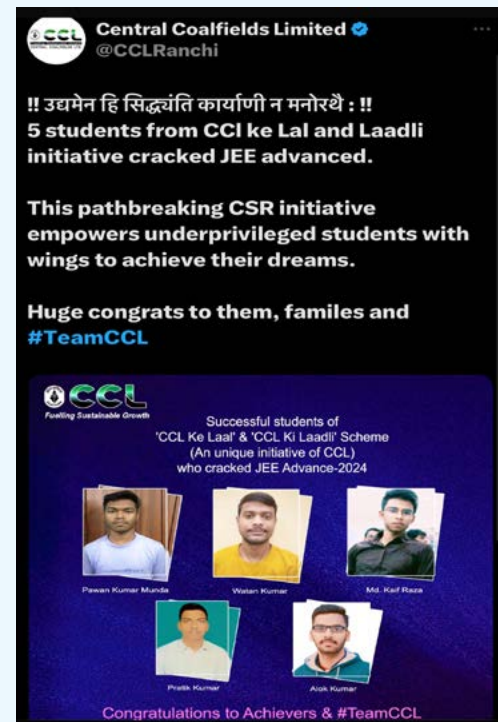 CCL
Central Coalfields Limited
@CCLRanchi
!! उद्यमेन हि सिद्ध्यंति कार्याणी न मनोरथै : !!
5 students from CCl ke Lal and Laadli
initiative cracked JEE advanced.
This pathbreaking CSR initiative
empowers underprivileged students with
wings to achieve their dreams.
Huge congrats to them, familes and
#TeamCCL
CCL
Fuelling Sustainable Growth
Successful students of
'CCL Ke Laal' & 'CCL Ki Laadli' Scheme
(An unique initiative of CCL)
who cracked JEE Advance-2024
Pawan Kumar Munda
Watan Kumar
Md. Kaif Raza
Pratik Kumar
Alok Kumar
Congratulations to Achievers & #TeamCCL